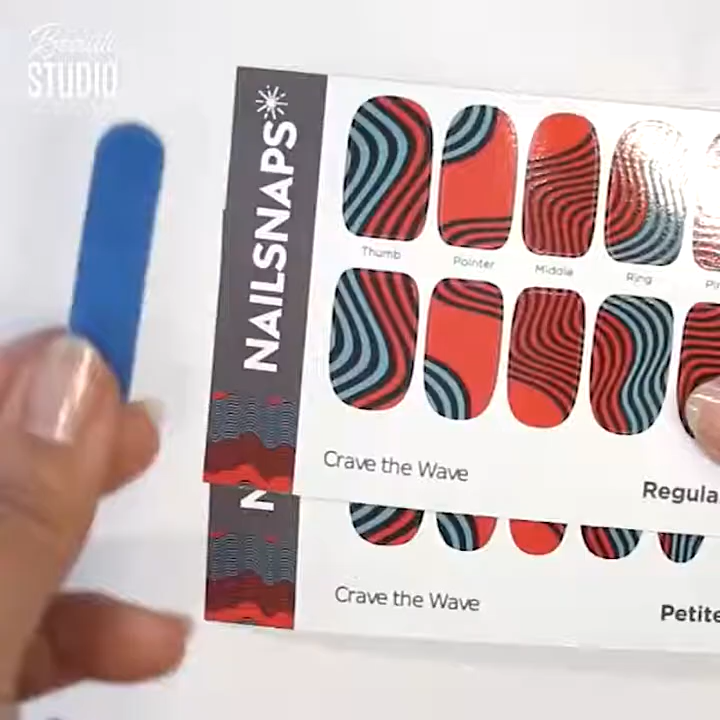 STUDIO
NAILSNAPS
Thumb
Pointer
Middle
Ring
Crave the Wave
Regula
N
Crave the Wave
Petite